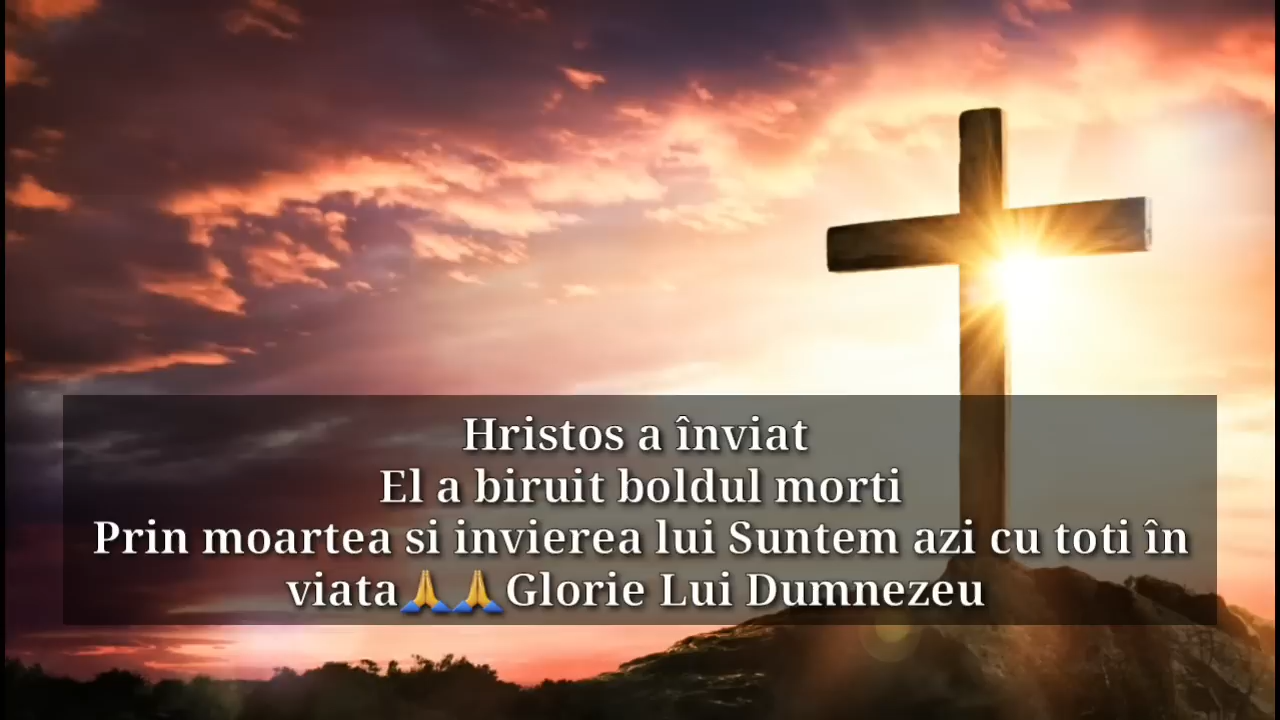 Hristos a înviat
El a biruit boldul morti
Prin moartea si invierea lui Suntem azi cu toti în
viata🙏🙏Glorie Lui Dumnezeu